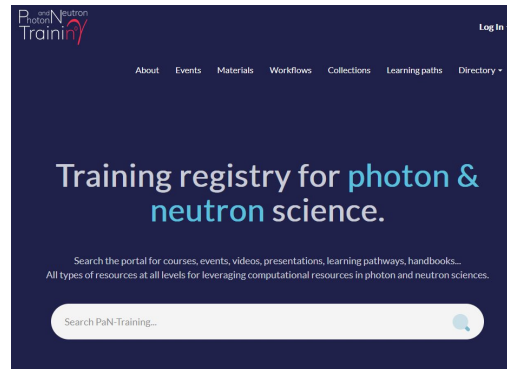 Photon and Neutron
Training
Log In
About Events Materials Workflows Collections Learning paths Directory
Training registry for photon &
neutron science.
Search the portal for courses, events, videos, presentations, learning pathways, handbooks...
All types of resources at all levels for leveraging computational resources in photon and neutron sciences.
Search PaN-Training...